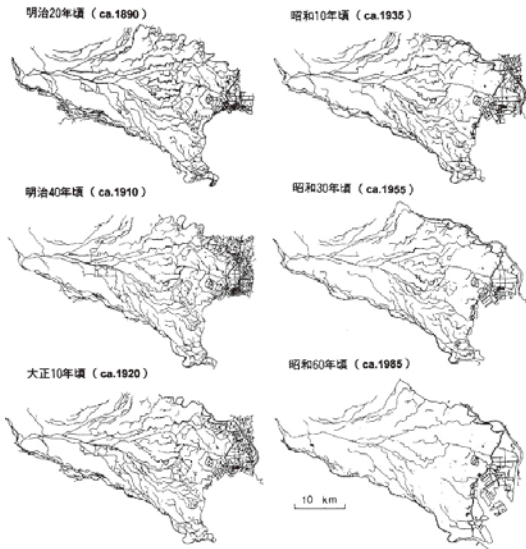 明治20年頃 ( ca.1890)
明治40年頃 ( ca.1910)
大正10年頃 ( ca.1920)
昭和10年頃 ( ca.1935)
昭和30年頃 ( ca.1955)
昭和60年頃 ( ca.1985)
10 km